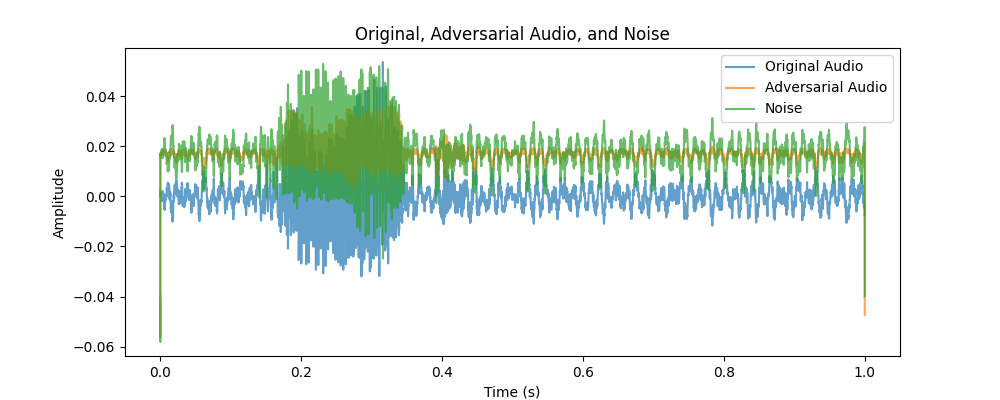 Original, Adversarial Audio, and Noise
Original Audio
Adversarial Audio
Noise
Amplitude
0.04
0.02
0.00
−0.02
−0.04
−0.06
0.0
0.2
0.4
0.6
0.8
1.0
Time (s)